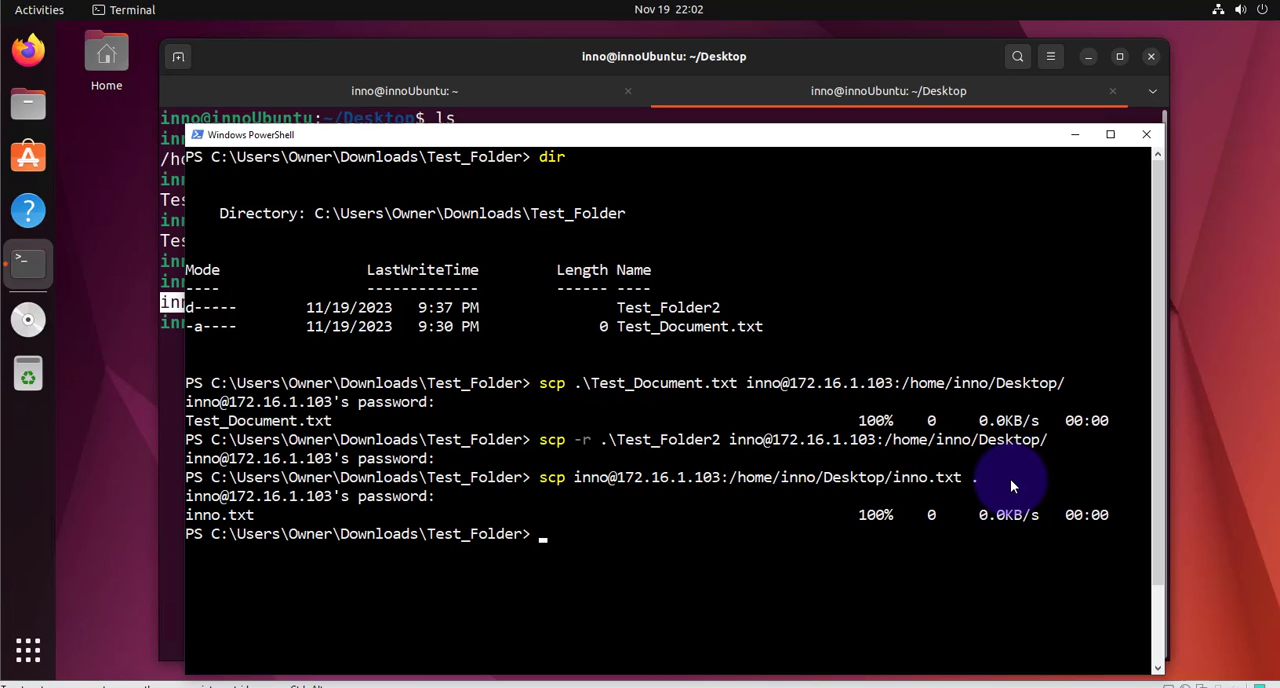 Activities Terminal Nov 19 22:02
Home
inno@innoUbuntu: ~/Desktop
inno@innoUbuntu: ~ inno@innoUbuntu: ~/Desktop
inno@innoUbuntu:~/Desktop$ ls
Windows PowerShell
PS C:\Users\Owner\Downloads\Test_Folder> dir
Directory: C:\Users\Owner\Downloads\Test_Folder
Mode LastWriteTime Length Name
---- ------------- ------ ----
d----- 11/19/2023 9:37 PM Test_Folder2
-a---- 11/19/2023 9:30 PM 0 Test_Document.txt
PS C:\Users\Owner\Downloads\Test_Folder> scp .\Test_Document.txt inno@172.16.1.103:/home/inno/Desktop/
inno@172.16.1.103's password:
Test_Document.txt 100% 0 0.0KB/s 00:00
PS C:\Users\Owner\Downloads\Test_Folder> scp -r .\Test_Folder2 inno@172.16.1.103:/home/inno/Desktop/
inno@172.16.1.103's password:
PS C:\Users\Owner\Downloads\Test_Folder> scp inno@172.16.1.103:/home/inno/Desktop/inno.txt .
inno@172.16.1.103's password:
inno.txt 100% 0 0.0KB/s 00:00
PS C:\Users\Owner\Downloads\Test_Folder>